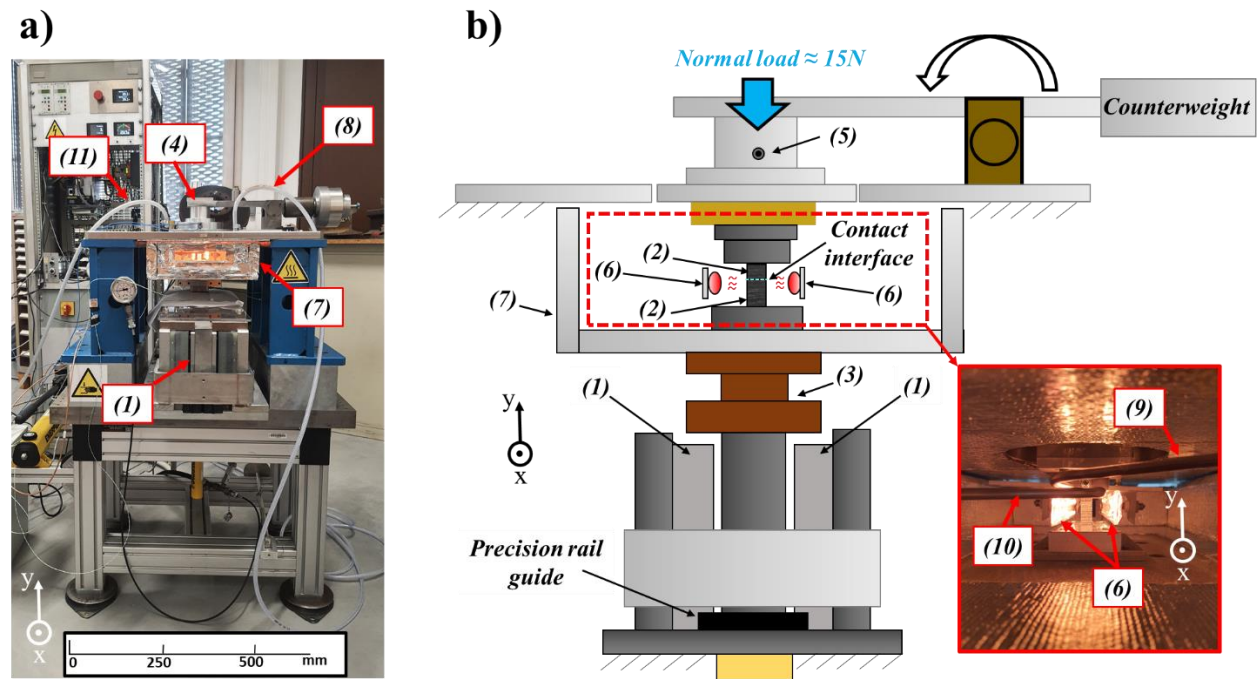 a)
(11)
(4)
(8)
(7)
(1)
y
x
0 250 500 mm
b)
Normal load ≈ 15N
Counterweight
(5)
Contact
interface
(2)
(6)
≈
≈
(6)
(2)
(7)
(3)
(1)
(1)
y
x
Precision rail
guide
(9)
y
x
(10)
(6)